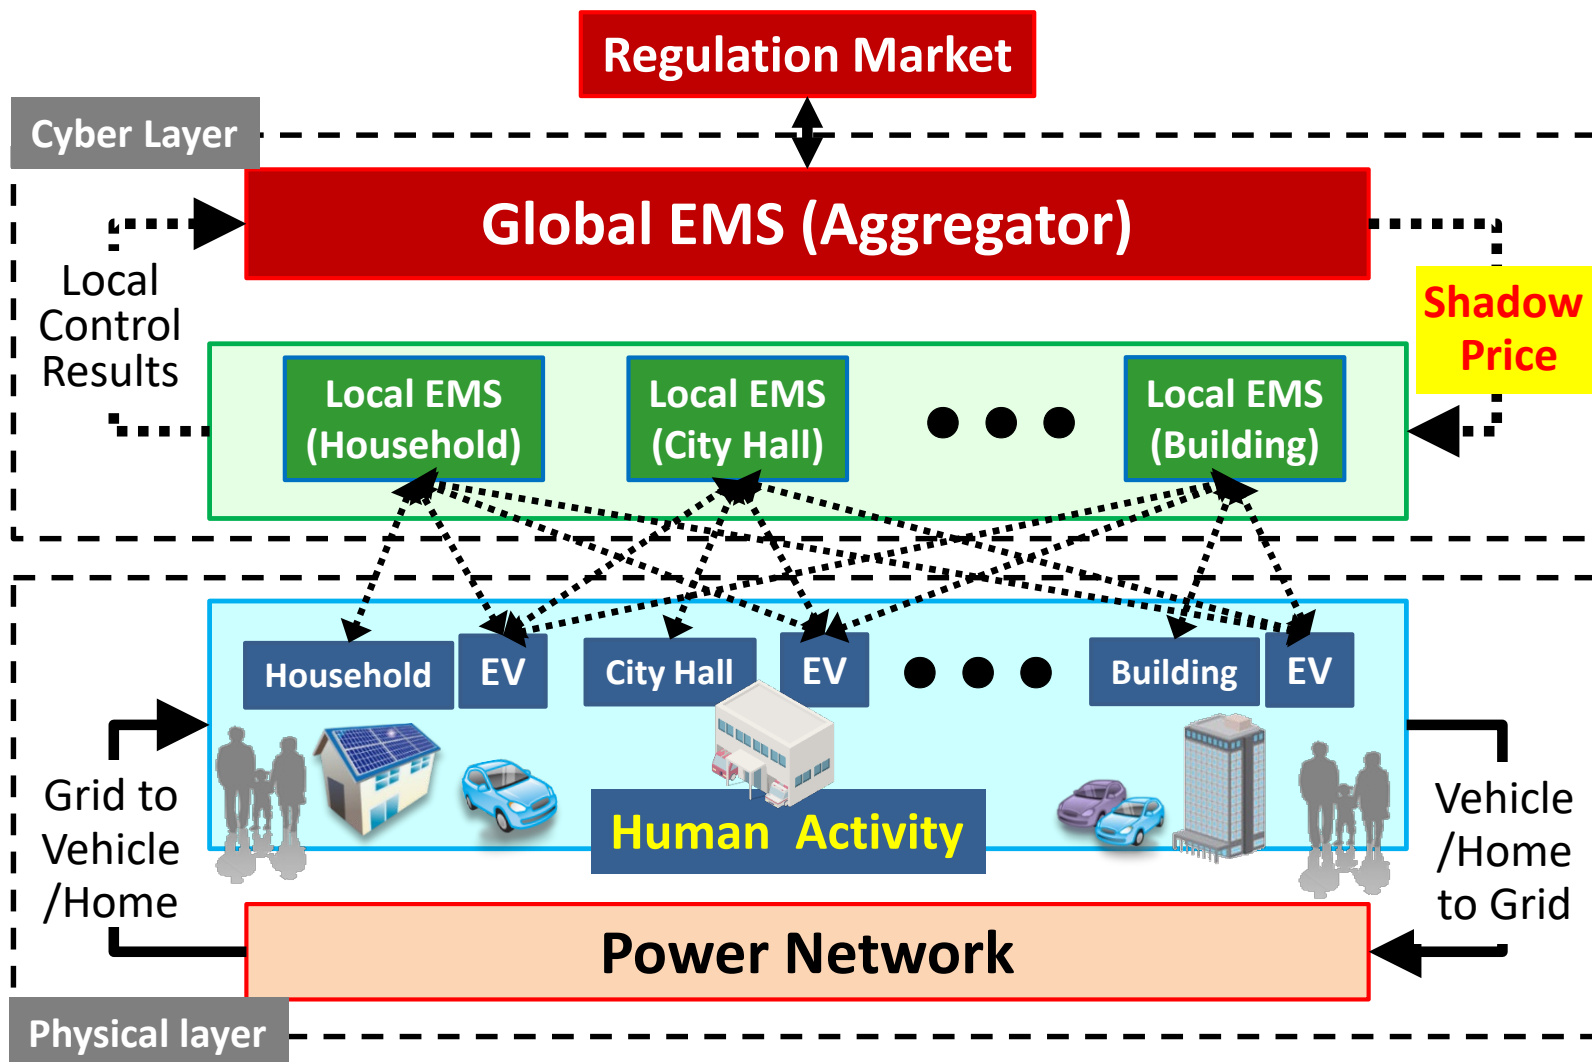 Regulation Market
Cyber Layer
Global EMS (Aggregator)
Local
Control
Results
Shadow
Price
Local EMS
(Household)
Local EMS
(City Hall)
Local EMS
(Building)
Household
EV
City Hall
EV
Building
EV
Grid to
Vehicle
/Home
Human Activity
Vehicle
/Home
to Grid
Power Network
Physical layer